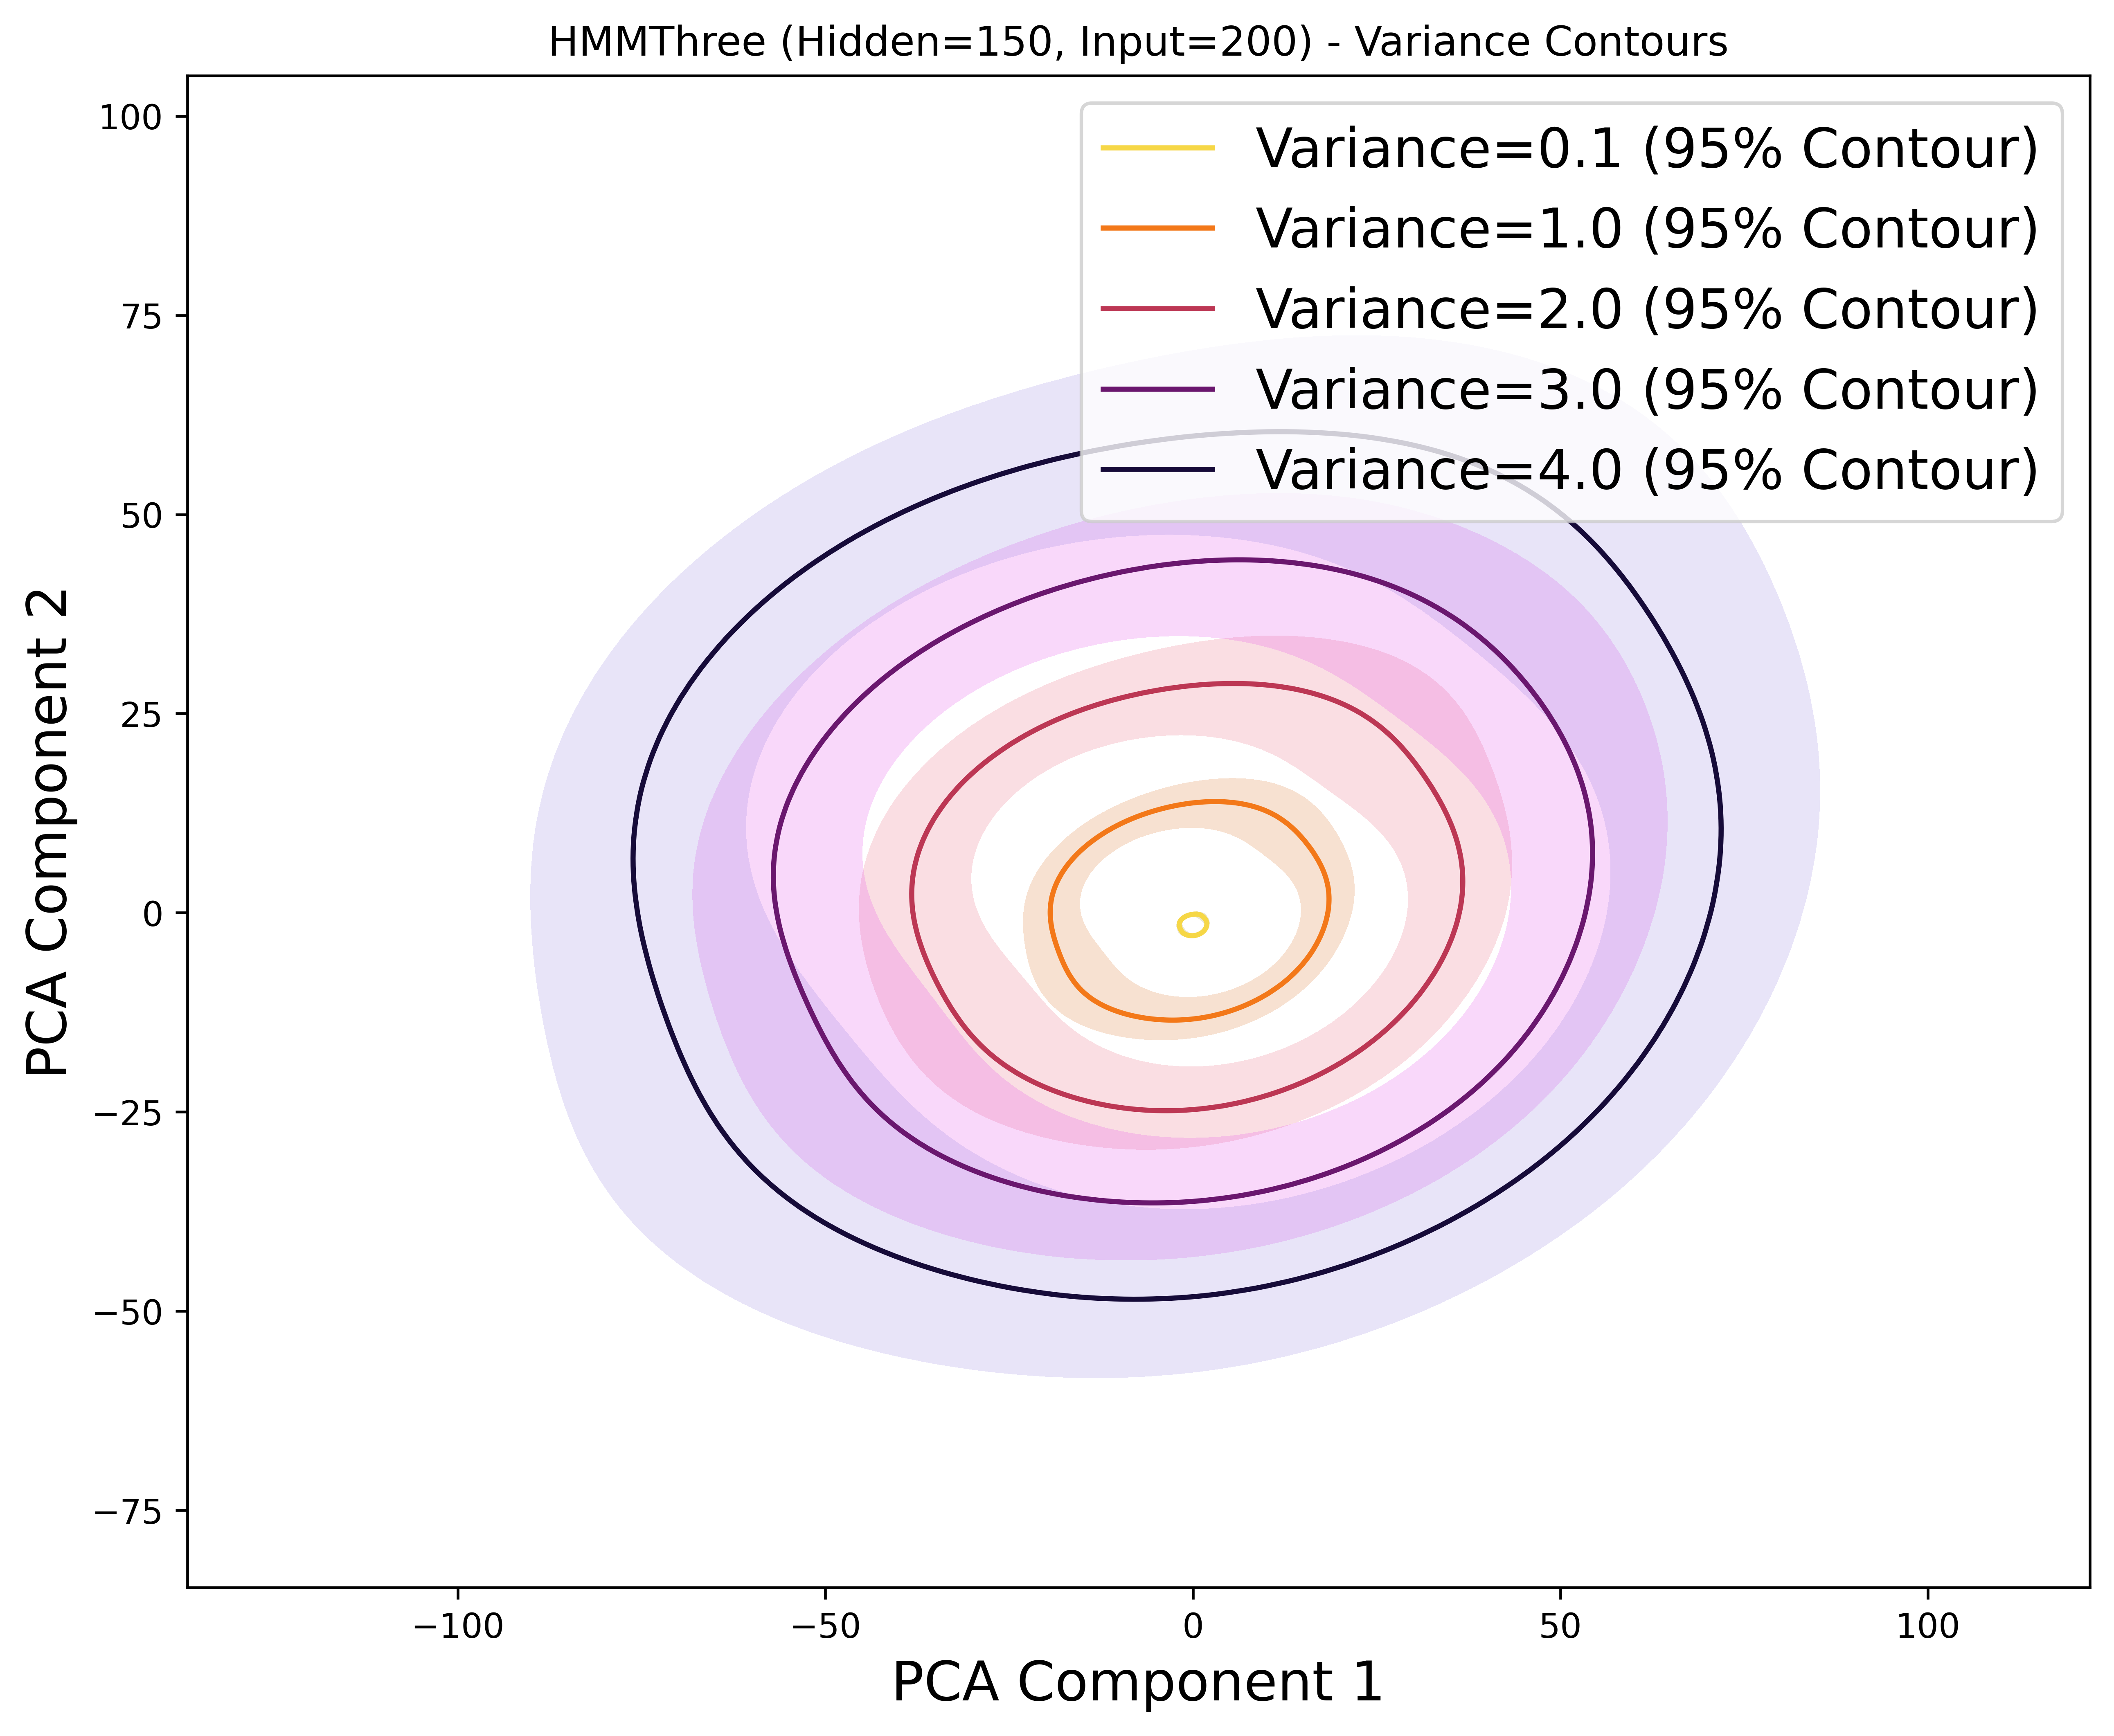 HMMThree (Hidden=150, Input=200) - Variance Contours
Variance=0.1 (95% Contour)
Variance=1.0 (95% Contour)
Variance=2.0 (95% Contour)
Variance=3.0 (95% Contour)
Variance=4.0 (95% Contour)
PCA Component 2
100
75
50
25
0
−25
−50
−75
−100
−50
0
50
100
PCA Component 1